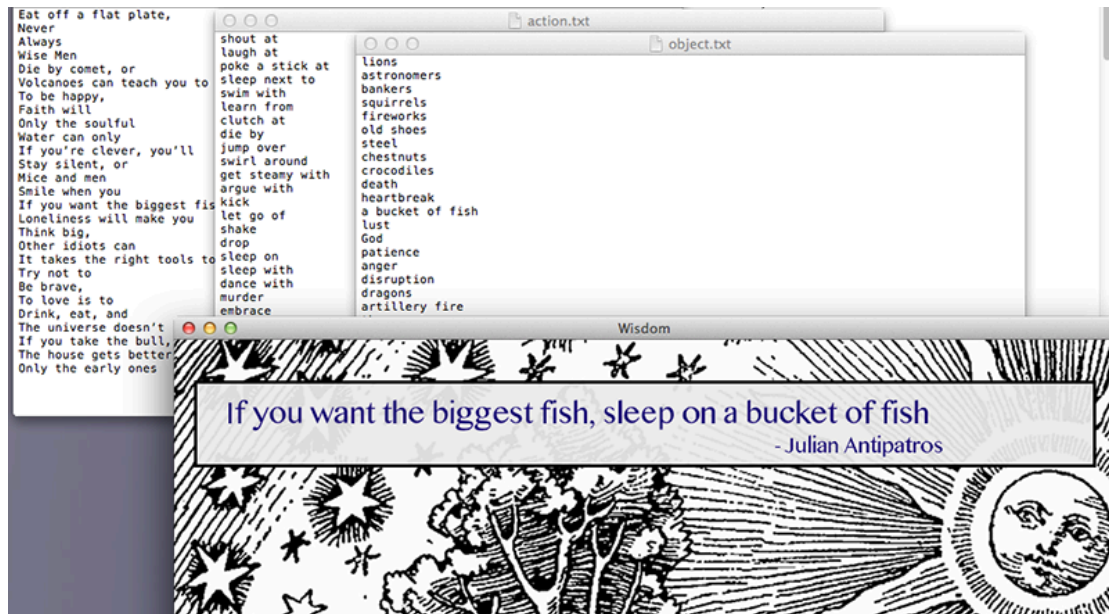 Eat off a flat plate,
Never
Always
Wise Men
Die by comet, or
Volcanoes can teach you to
To be happy,
Faith will
Only the soulful
Water can only
If you're clever, you'll
Stay silent, or
Mice and men
Smile when you
If you want the biggest fis
Loneliness will make you
Think big,
Other idiots can
It takes the right tools to
Try not to
Be brave,
To love is to
Drink, eat, and
The universe doesn't
If you take the bull,
The house gets better
Only the early ones
action.txt
shout at
laugh at
poke a stick at
sleep next to
swim with
learn from
clutch at
die by
jump over
swirl around
get steamy with
argue with
kick
let go of
shake
drop
sleep on
sleep with
dance with
murder
embrace
object.txt
lions
astronomers
bankers
squirrels
fireworks
old shoes
steel
chestnuts
crocodiles
death
heartbreak
a bucket of fish
lust
God
patience
anger
disruption
dragons
artillery fire
Wisdom
If you want the biggest fish, sleep on a bucket of fish
- Julian Antipatros